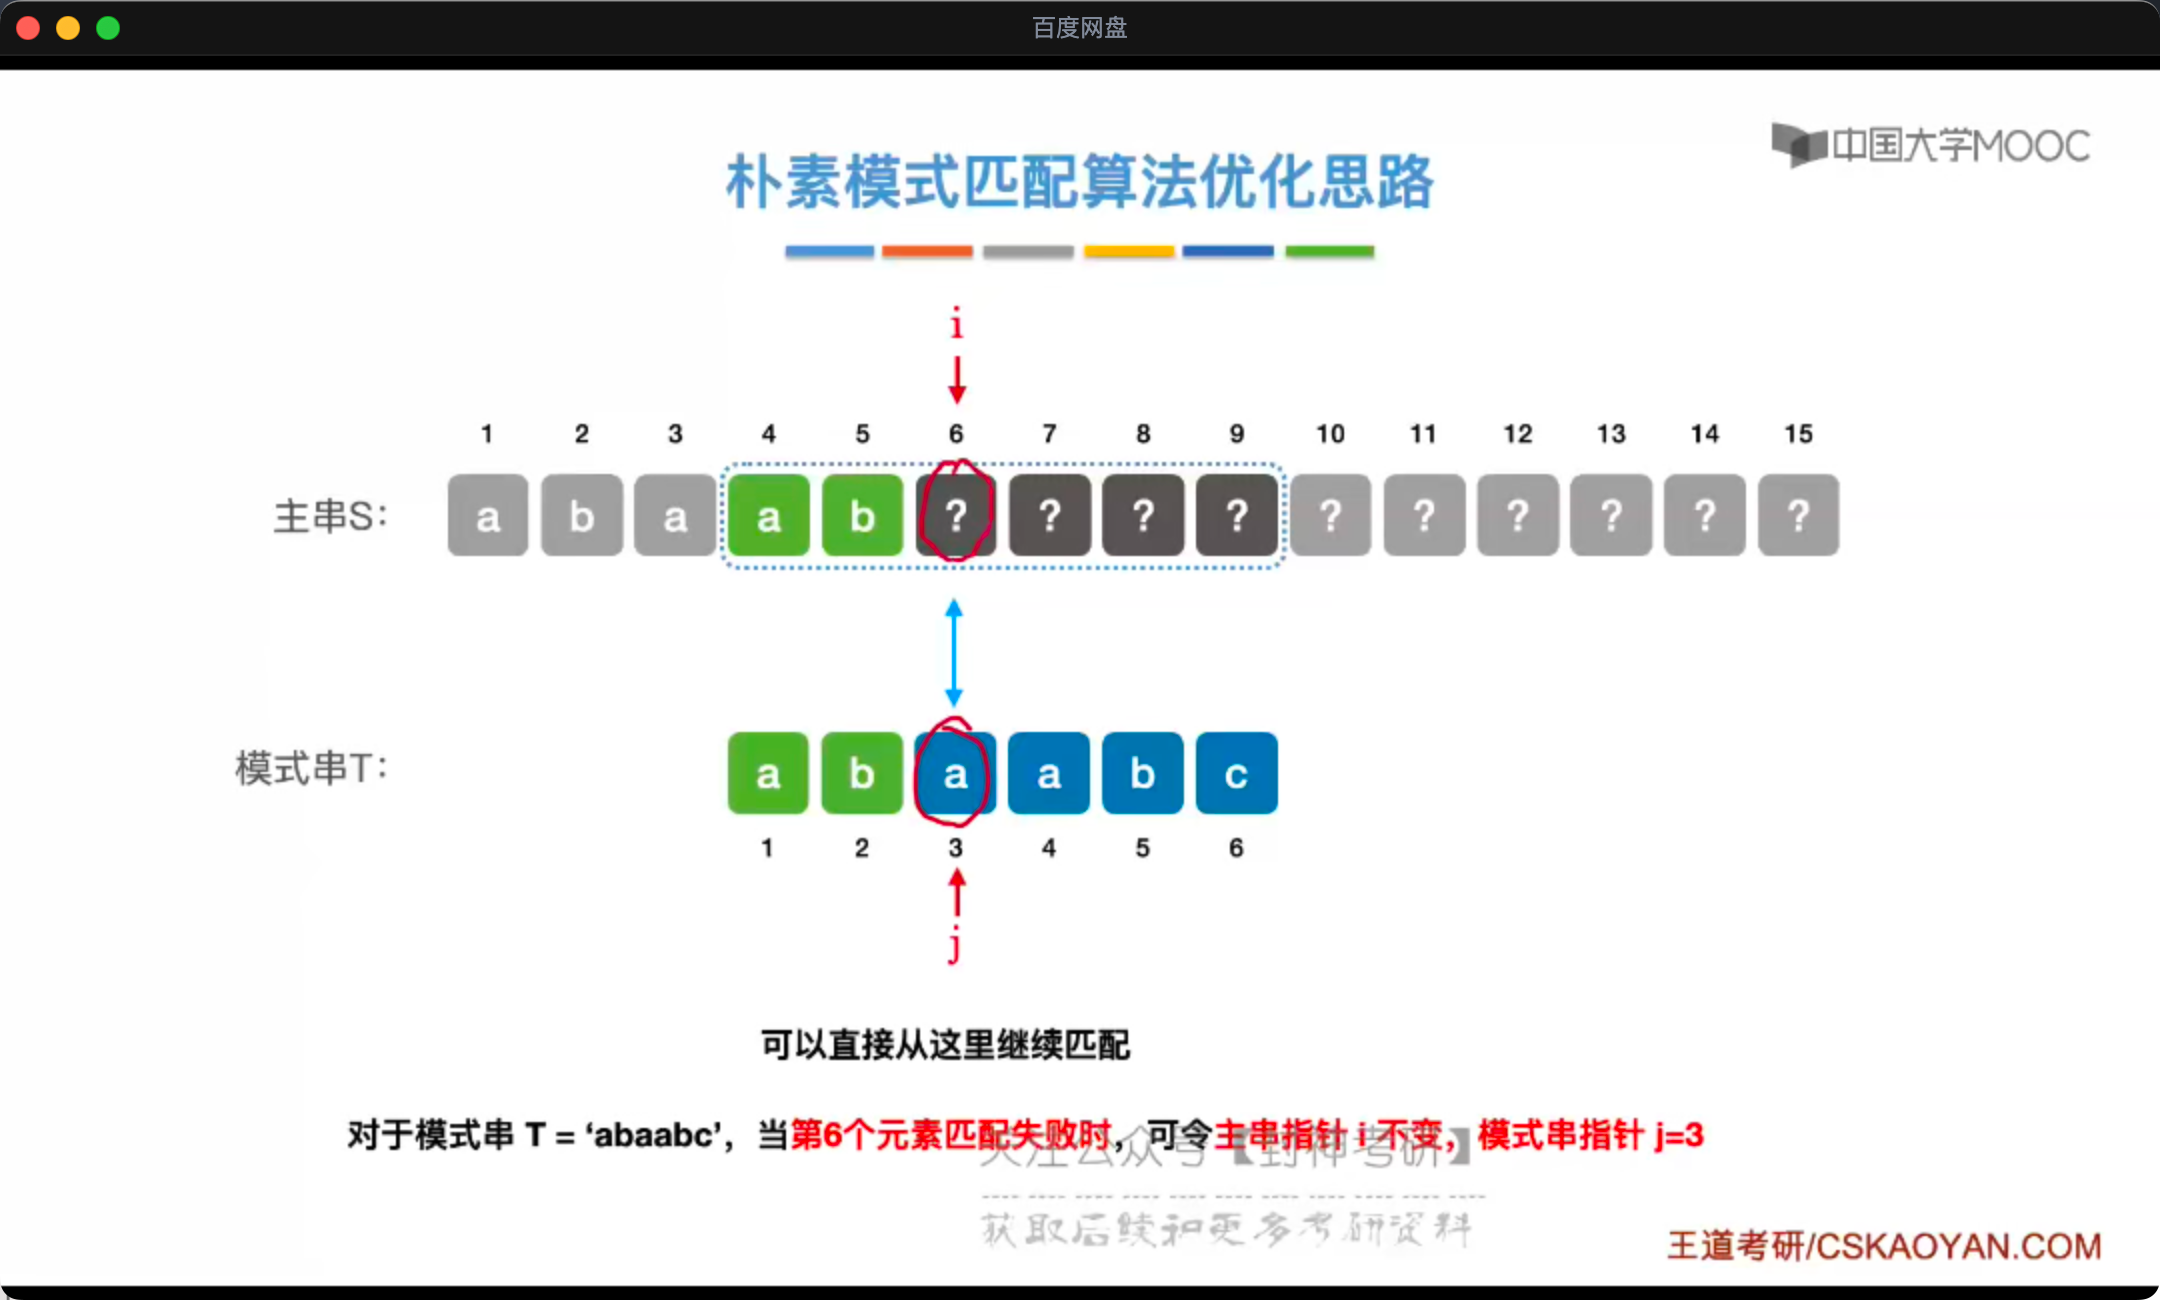 百度网盘
中国大学MOOC
朴素模式匹配算法优化思路
i
1 2 3 4 5 6 7 8 9 10 11 12 13 14 15
主串S: a b a a b ? ? ? ? ? ? ? ? ? ?
模式串T: a b a a b c
1 2 3 4 5 6
j
可以直接从这里继续匹配
对于模式串 T = ‘abaabc’，当第6个元素匹配失败时，可令主串指针 i 不变，模式串指针 j=3
关注公众号【封神考研】
获取后续和更多考研资料
王道考研/CSKAOYAN.COM